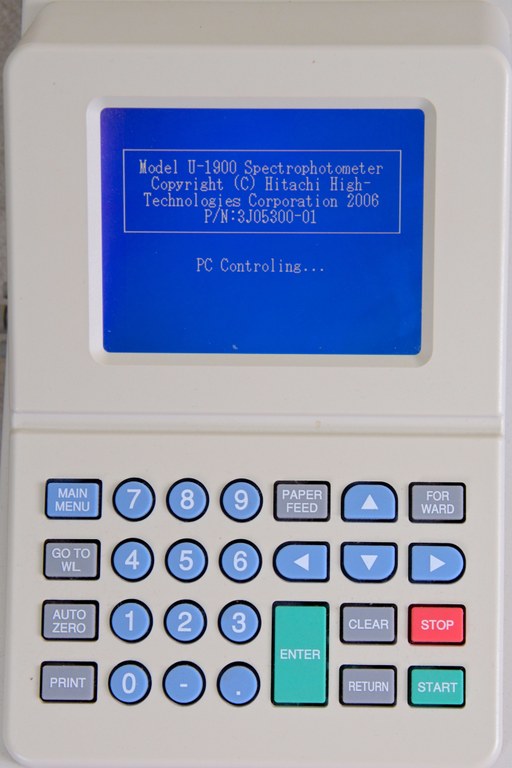 Model U-1900 Spectrophotometer
Copyright (C) Hitachi High-
Technologies Corporation 2006
P/N:3J05300-01
PC Controling...
MAIN MENU 7 8 9 PAPER FEED ▲ FOR WARD
GO TO WL 4 5 6 ◀ ▼ ▶
AUTO ZERO 1 2 3 ENTER CLEAR STOP
PRINT 0 - . RETURN START